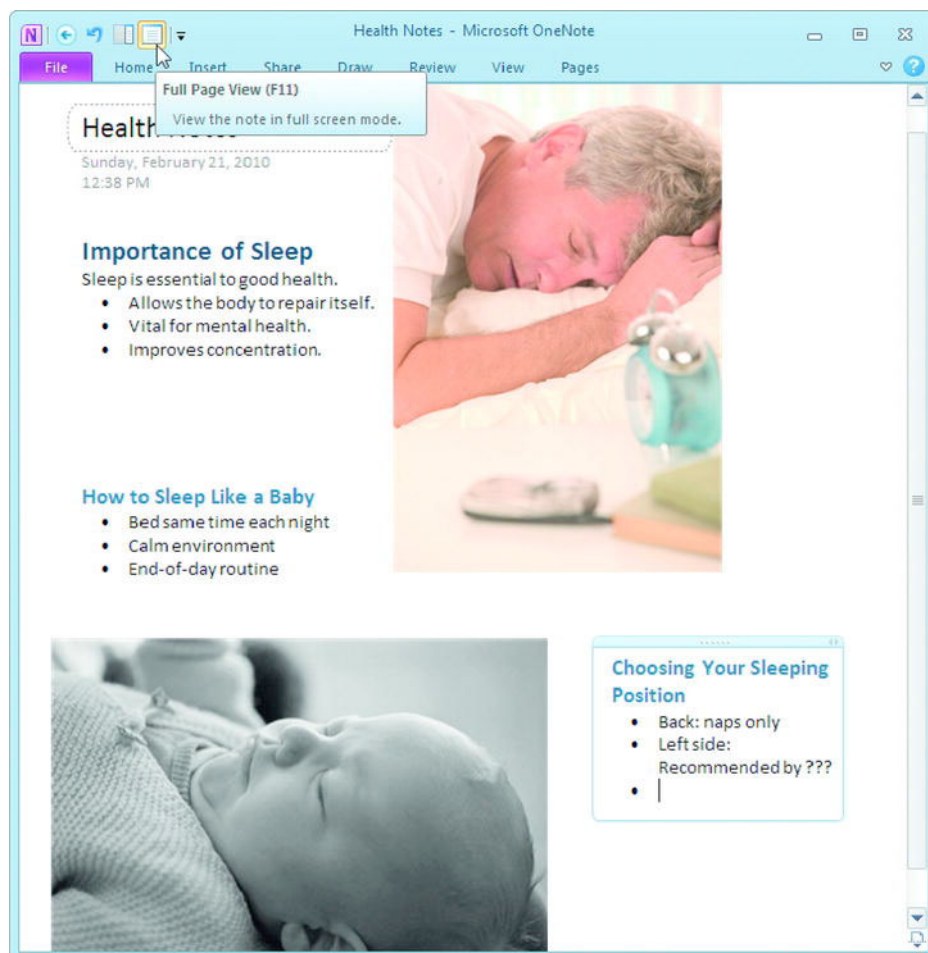 Health Notes - Microsoft OneNote
File Home Insert Share Draw Review View Pages
Full Page View (F11)
View the note in full screen mode.
Health
Sunday, February 21, 2010
12:38 PM
Importance of Sleep
Sleep is essential to good health.
• Allows the body to repair itself.
• Vital for mental health.
• Improves concentration.
How to Sleep Like a Baby
• Bed same time each night
• Calm environment
• End-of-day routine
Choosing Your Sleeping
Position
• Back: naps only
• Left side:
Recommended by ???
•